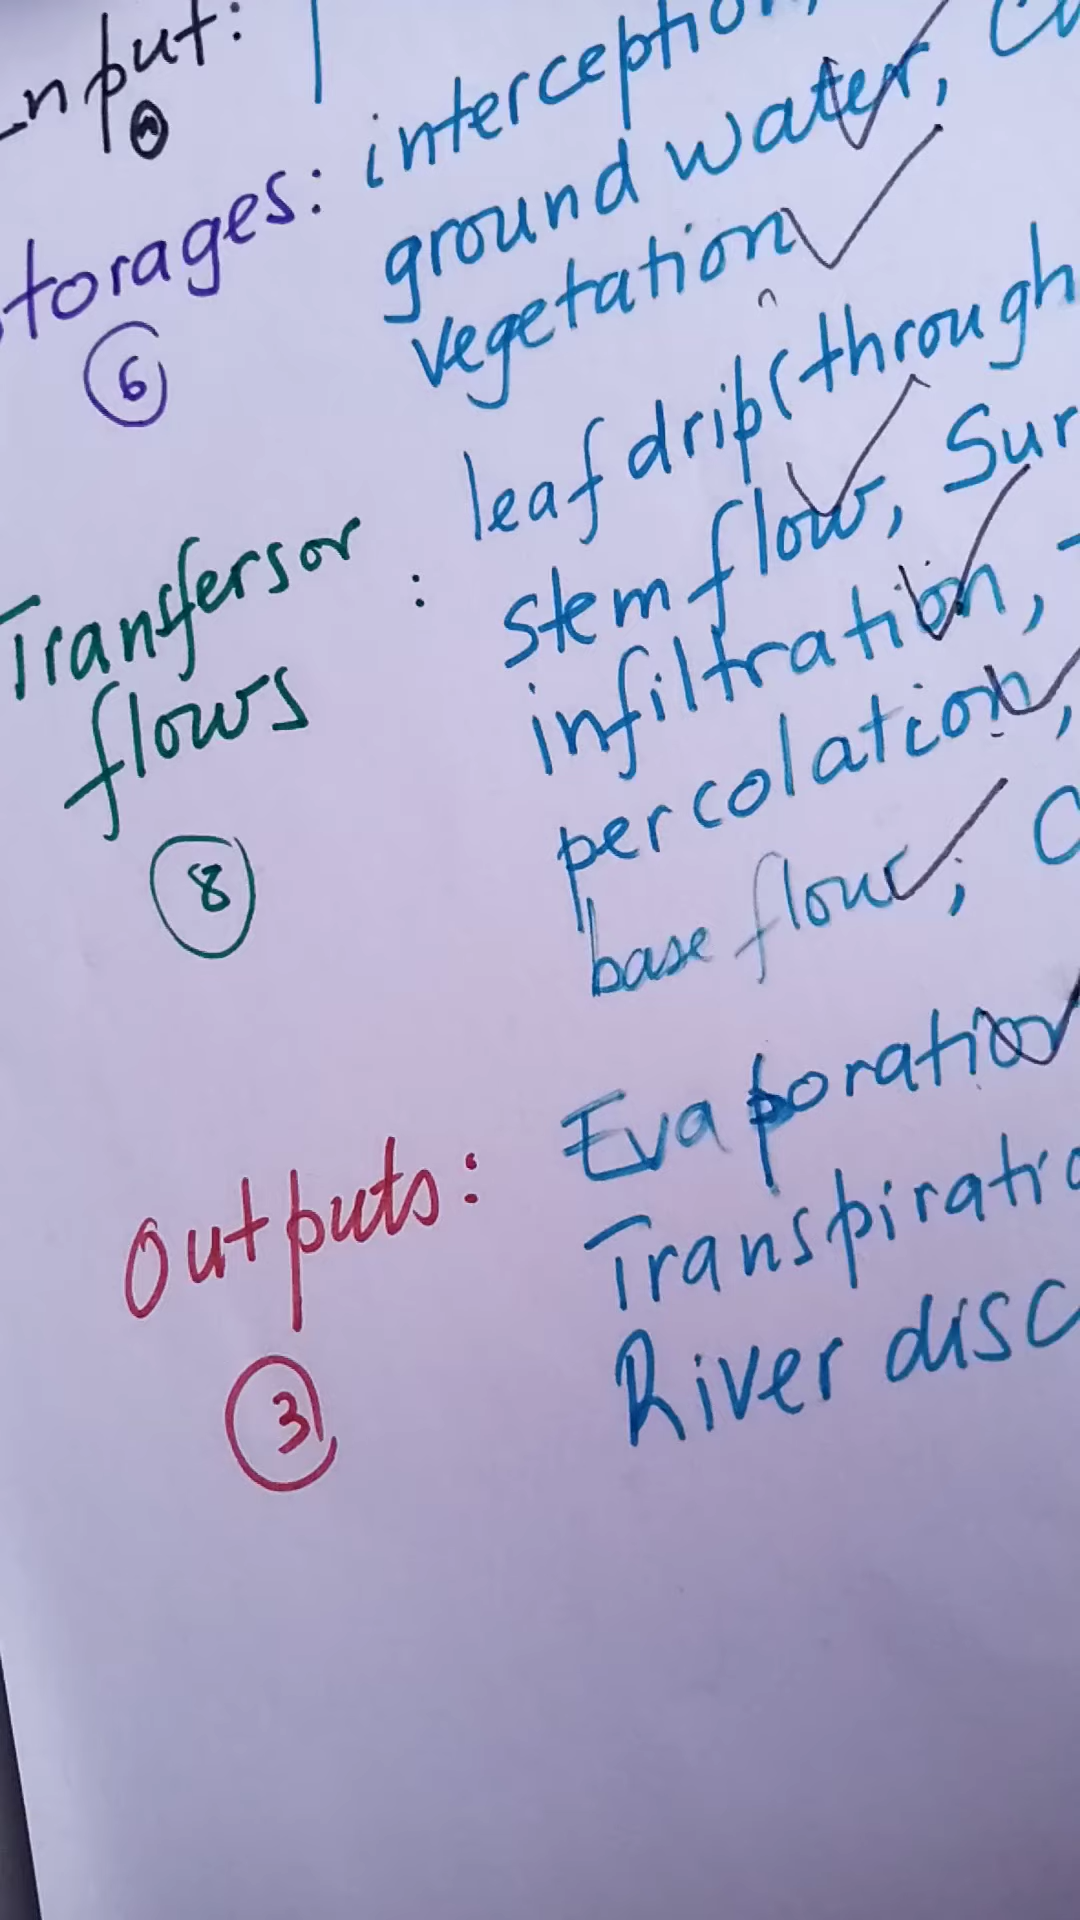 Input:
Storages: interception,
ground water,
vegetation
6
leaf drip (through
Transfers or : stem flow, Sur
flows infiltration,
percolation,
8
base flow,
Evaporation
Outputs: Transpiratio
River disc
3